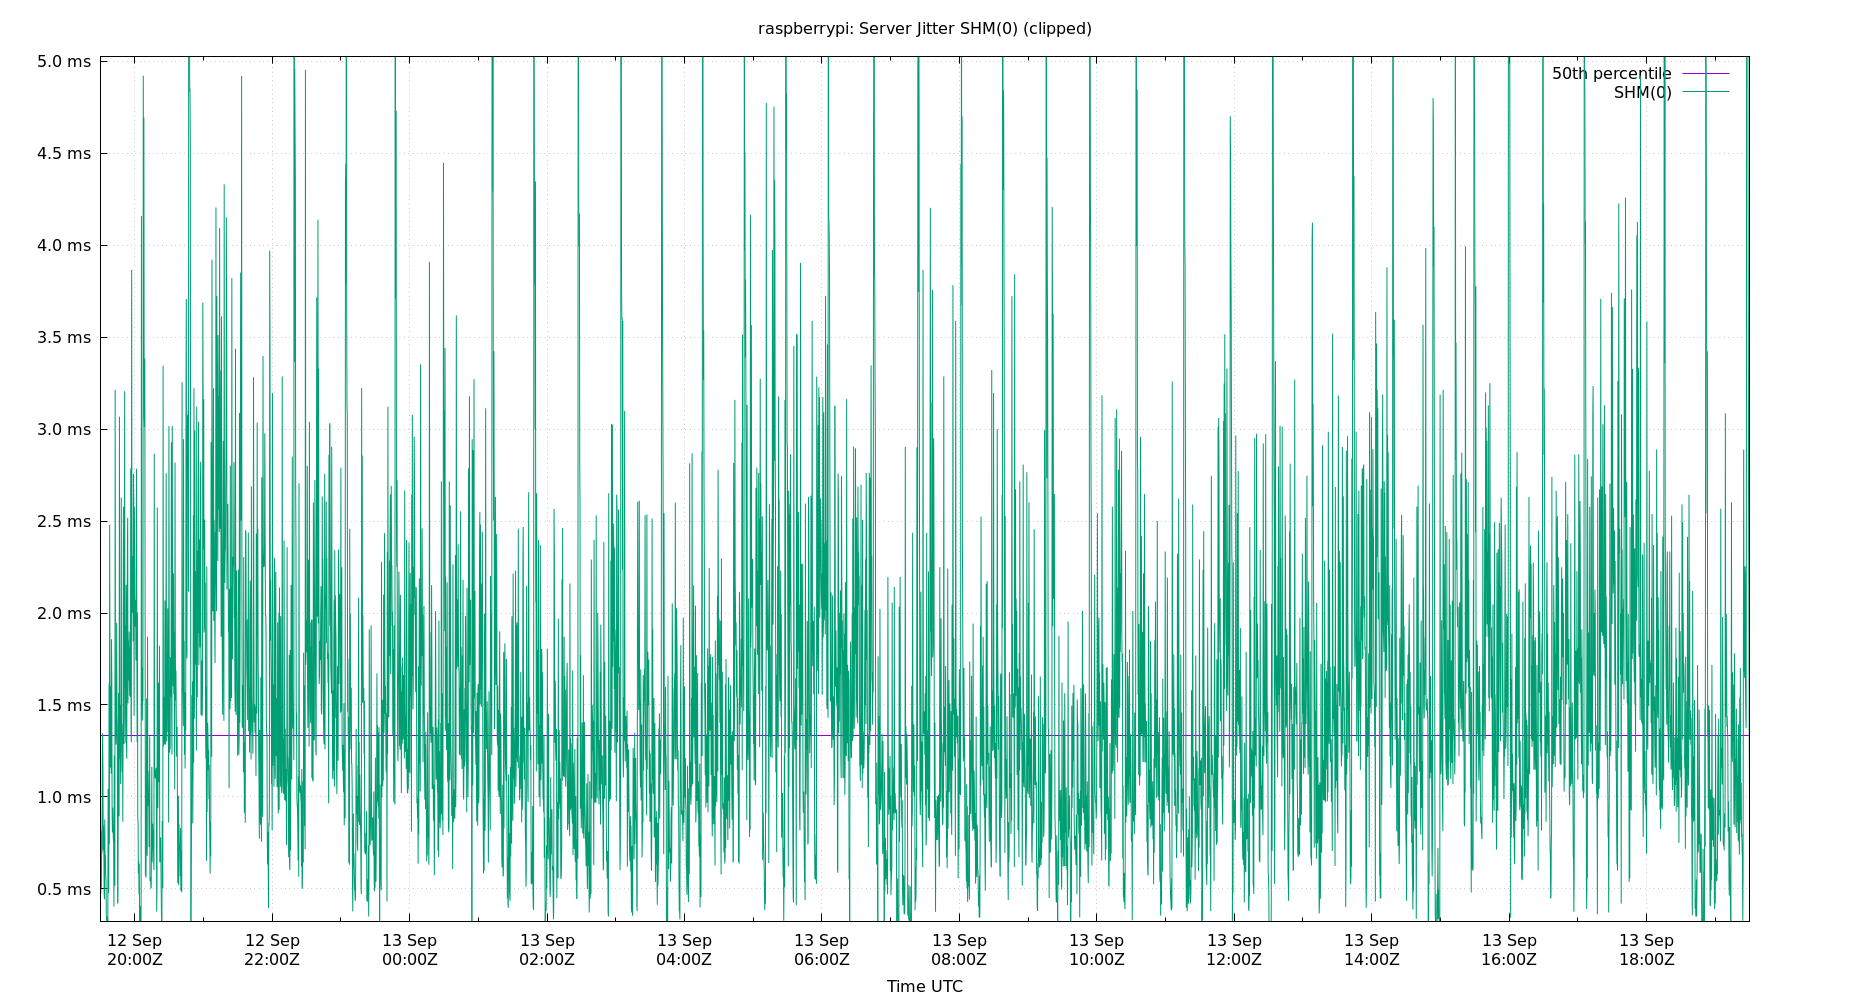 raspberrypi: Server Jitter SHM(0) (clipped)
5.0 ms
50th percentile
SHM(0)
4.5 ms
4.0 ms
3.5 ms
3.0 ms
2.5 ms
2.0 ms
1.5 ms
1.0 ms
0.5 ms
12 Sep 12 Sep 13 Sep 13 Sep 13 Sep 13 Sep 13 Sep 13 Sep 13 Sep 13 Sep 13 Sep 13 Sep
20:00Z 22:00Z 00:00Z 02:00Z 04:00Z 06:00Z 08:00Z 10:00Z 12:00Z 14:00Z 16:00Z 18:00Z
Time UTC